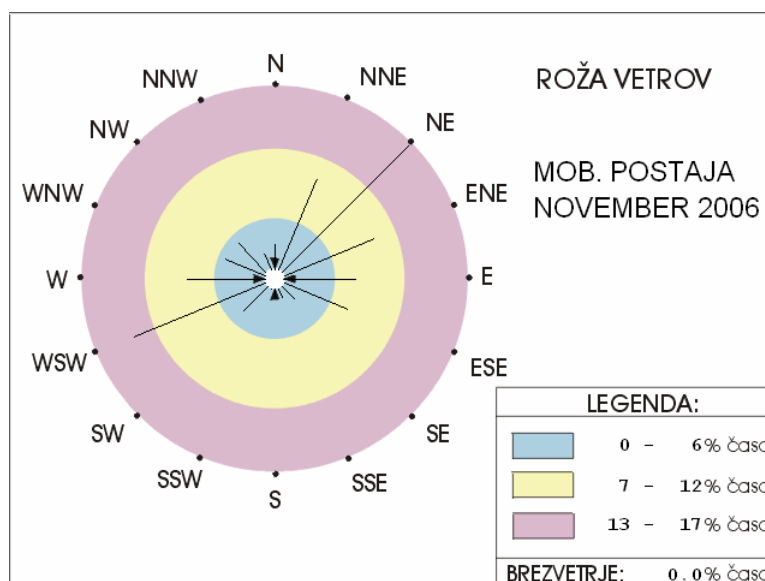 ROŽA VETROV
MOB. POSTAJA
NOVEMBER 2006
N
NNE
NE
ENE
E
ESE
SE
SSE
S
SSW
SW
WSW
W
WNW
NW
NNW
LEGENDA:
0 - 6% časa
7 - 12% časa
13 - 17% časa
BREZVETRJE: 0.0% časa